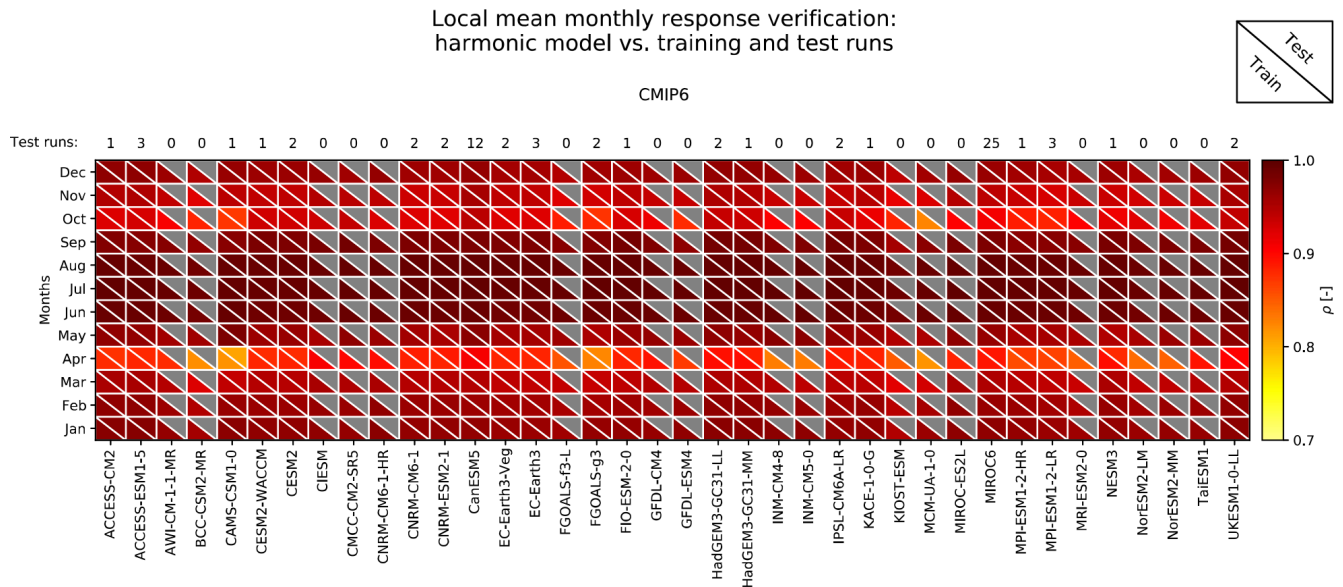 Local mean monthly response verification:
harmonic model vs. training and test runs
Test
Train
CMIP6
Test runs: 1 3 0 0 1 1 2 0 0 0 2 2 12 2 3 0 2 1 0 0 2 1 0 0 2 1 0 0 0 25 1 3 0 1 0 0 0 2
Dec
Nov
Oct
Sep
Aug
Jul
Jun
May
Apr
Mar
Feb
Jan
Months
1.0
0.9
0.8
0.7
ρ [-]
ACCESS-CM2
ACCESS-ESM1-5
AWI-CM-1-1-MR
BCC-CSM2-MR
CAMS-CSM1-0
CESM2-WACCM
CESM2
CIESM
CMCC-CM2-SR5
CNRM-CM6-1-HR
CNRM-CM6-1
CNRM-ESM2-1
CanESM5
EC-Earth3-Veg
EC-Earth3
FGOALS-f3-L
FGOALS-g3
FIO-ESM-2-0
GFDL-CM4
GFDL-ESM4
HadGEM3-GC31-LL
HadGEM3-GC31-MM
INM-CM4-8
INM-CM5-0
IPSL-CM6A-LR
KACE-1-0-G
KIOST-ESM
MCM-UA-1-0
MIROC-ES2L
MIROC6
MPI-ESM1-2-HR
MPI-ESM1-2-LR
MRI-ESM2-0
NESM3
NorESM2-LM
NorESM2-MM
TaiESM1
UKESM1-0-LL